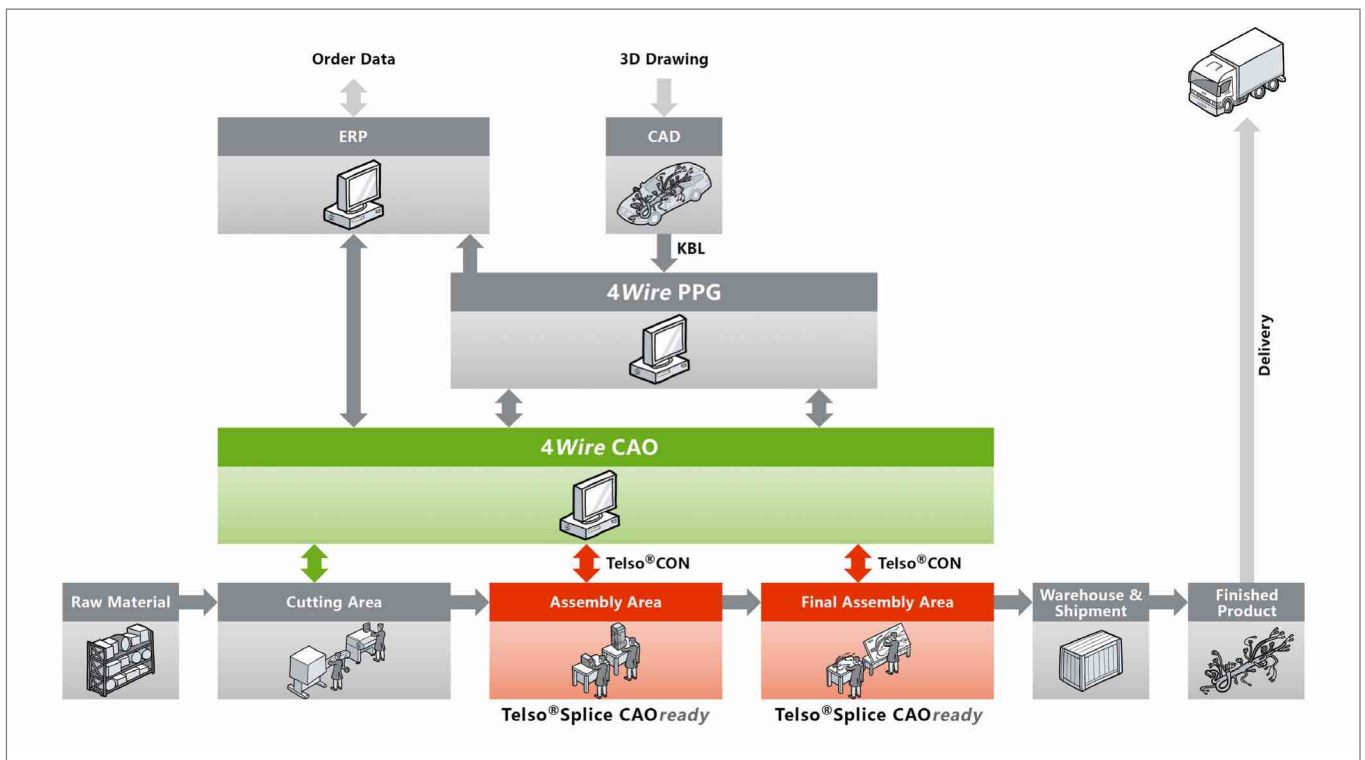 Order Data
3D Drawing
ERP
CAD
KBL
4Wire PPG
Delivery
4Wire CAO
Telso®CON
Telso®CON
Raw Material
Cutting Area
Assembly Area
Final Assembly Area
Warehouse &
Shipment
Finished
Product
Telso®Splice CAOready
Telso®Splice CAOready